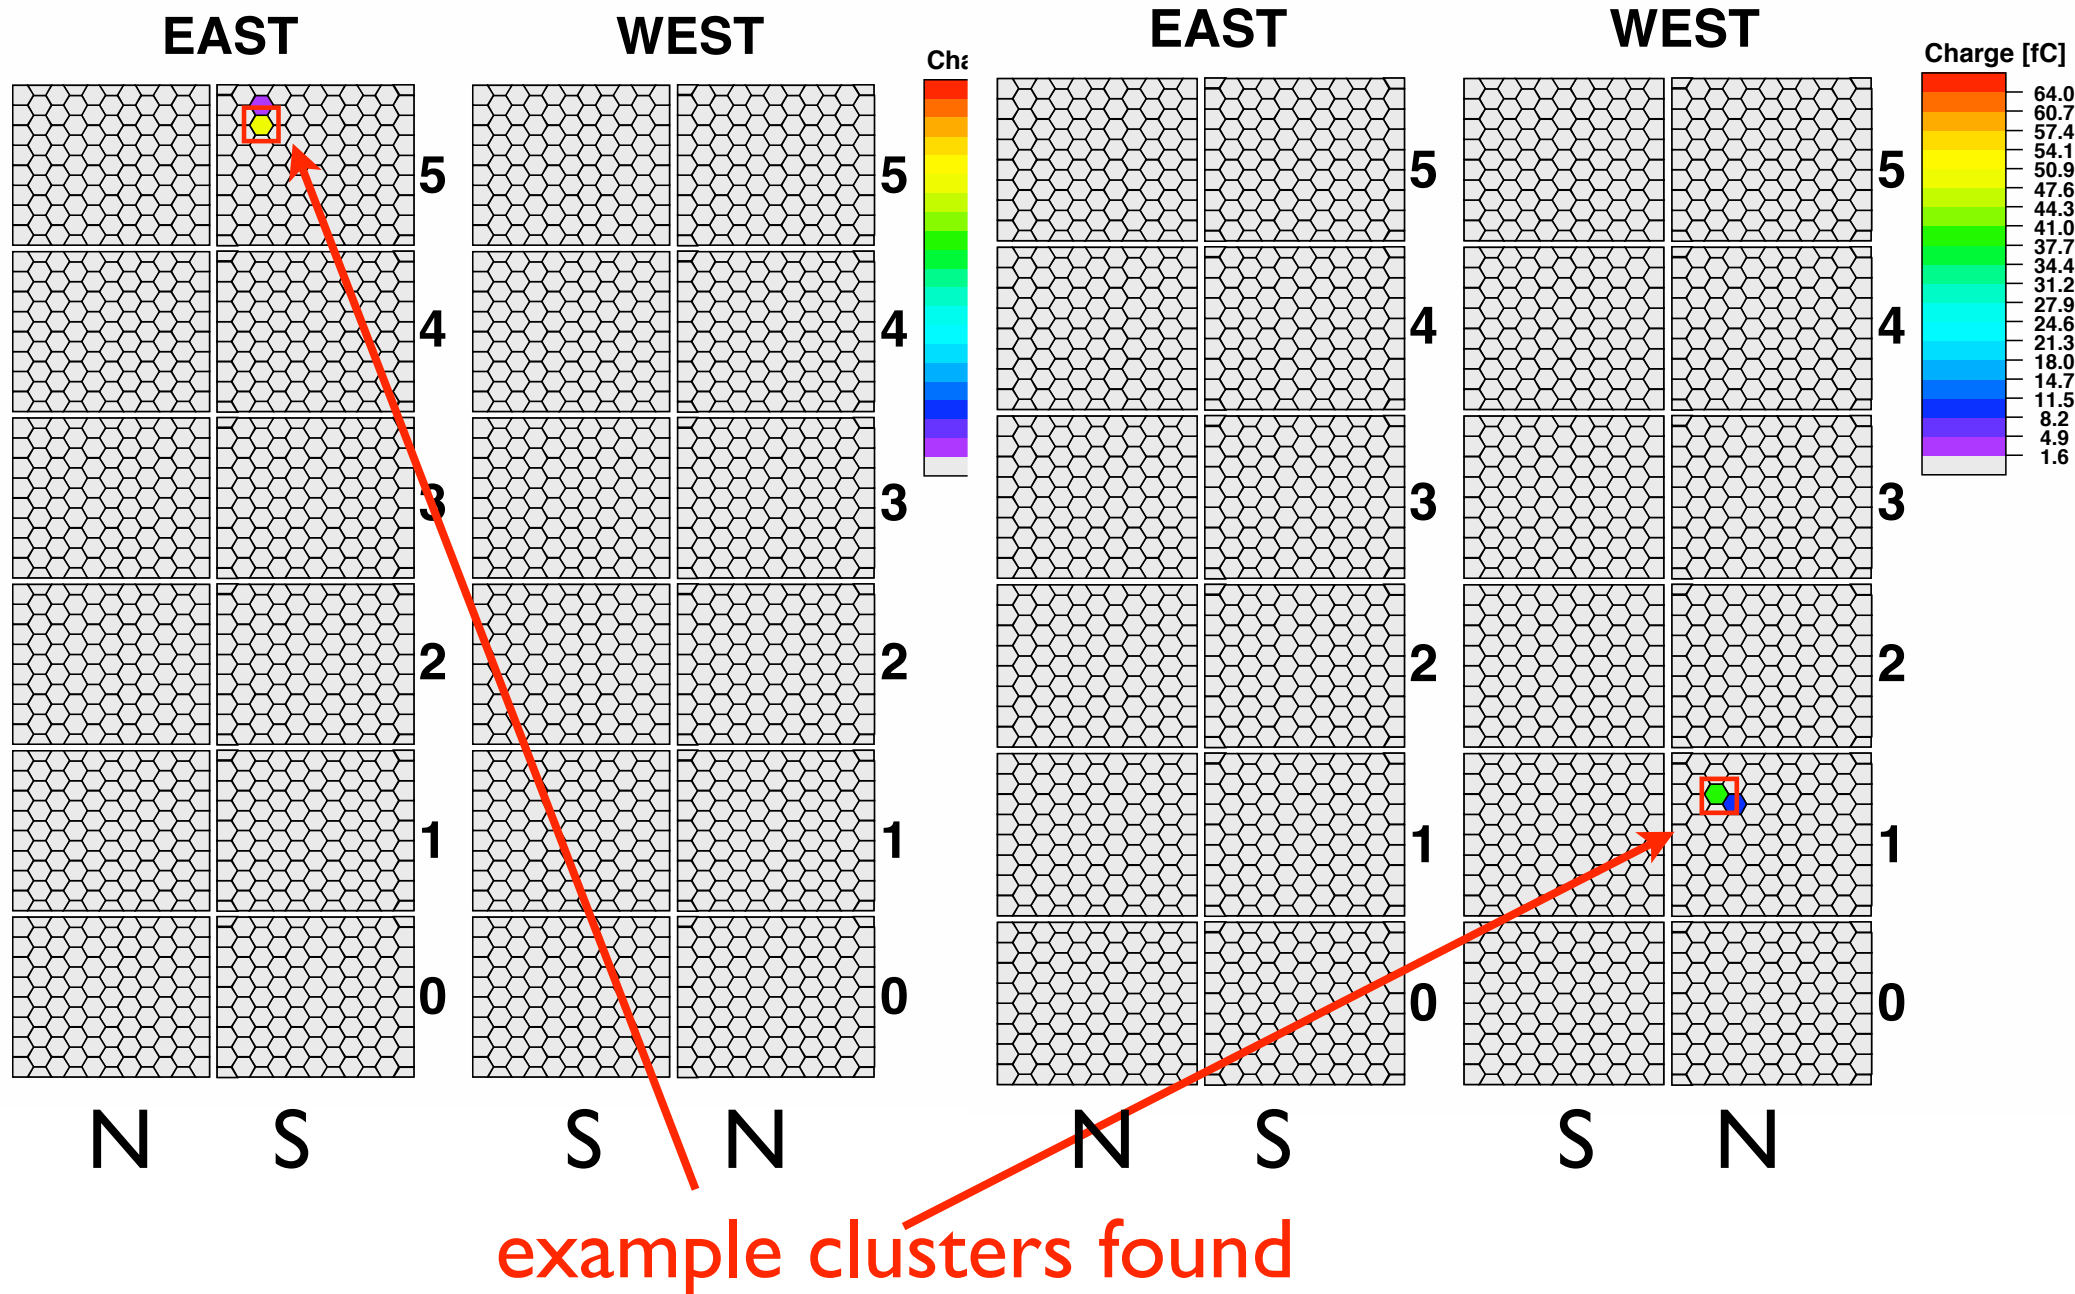 EAST WEST EAST WEST
Cha
Charge [fC]
64.0
60.7
57.4
54.1
50.9
47.6
44.3
41.0
37.7
34.4
31.2
27.9
24.6
21.3
18.0
14.7
11.5
8.2
4.9
1.6
5 5 5 5
4 4 4 4
3 3 3 3
2 2 2 2
1 1 1 1
0 0 0 0
N S S N N S S N
example clusters found